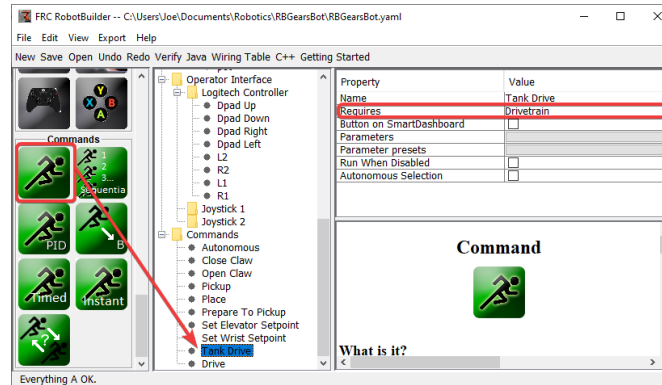 FRC RobotBuilder -- C:\Users\Joe\Documents\Robotics\RBGearsBot\RBGearsBot.yaml
File Edit View Export Help
New Save Open Undo Redo Verify Java Wiring Table C++ Getting Started
Y
X B
A
Commands
1
2
3...
Sequentia
PID
B
Timed
Instant
?
Operator Interface
Logitech Controller
Dpad Up
Dpad Down
Dpad Right
Dpad Left
L2
R2
L1
R1
Joystick 1
Joystick 2
Commands
Autonomous
Close Claw
Open Claw
Pickup
Place
Prepare To Pickup
Set Elevator Setpoint
Set Wrist Setpoint
Tank Drive
Drive
Property Value
Name Tank Drive
Requires Drivetrain
Button on SmartDashboard
Parameters
Parameter presets
Run When Disabled
Autonomous Selection
Command
What is it?
Everything A OK.